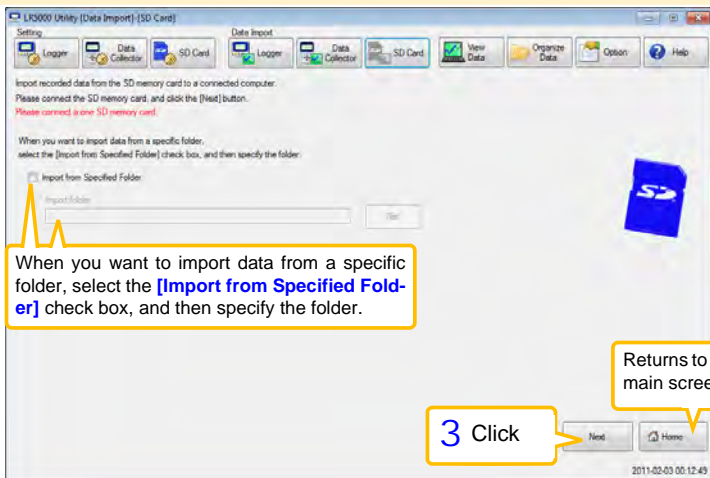 LR5000 Utility [Data Import]-[SD Card]
Setting
Date Import
Logger
Data
Collector
SD Card
Logger
Data
Collector
SD Card
View
Data
Organize
Data
Option
Help
Import recorded data from the SD memory card to a connected computer.
Please connect the SD memory card, and click the [Next] button.
Please connect a one SD memory card.
When you want to import data from a specific folder,
select the [Import from Specified Folder] check box, and then specify the folder.
Import from Specified Folder
Import folder
SD
When you want to import data from a specific
folder, select the [Import from Specified Fold-
er] check box, and then specify the folder.
Returns to
main scree
3 Click
Next
Home
2011-02-03 00:12:49